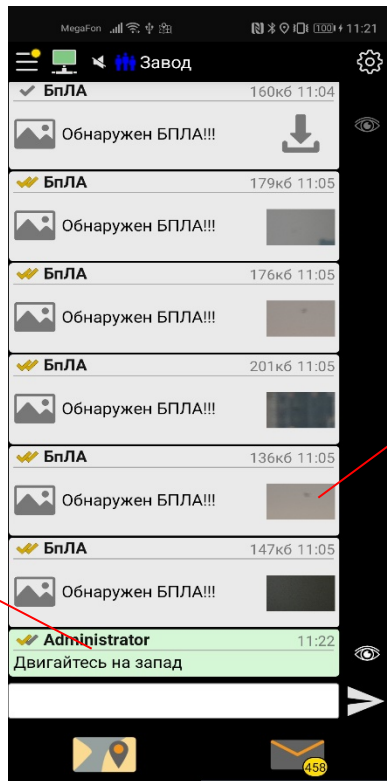 MegaFon 100 11:21
Завод
БпЛА 160кб 11:04
Обнаружен БПЛА!!!
БпЛА 179кб 11:05
Обнаружен БПЛА!!!
БпЛА 176кб 11:05
Обнаружен БПЛА!!!
БпЛА 201кб 11:05
Обнаружен БПЛА!!!
БпЛА 136кб 11:05
Обнаружен БПЛА!!!
БпЛА 147кб 11:05
Обнаружен БПЛА!!!
Administrator 11:22
Двигайтесь на запад
458